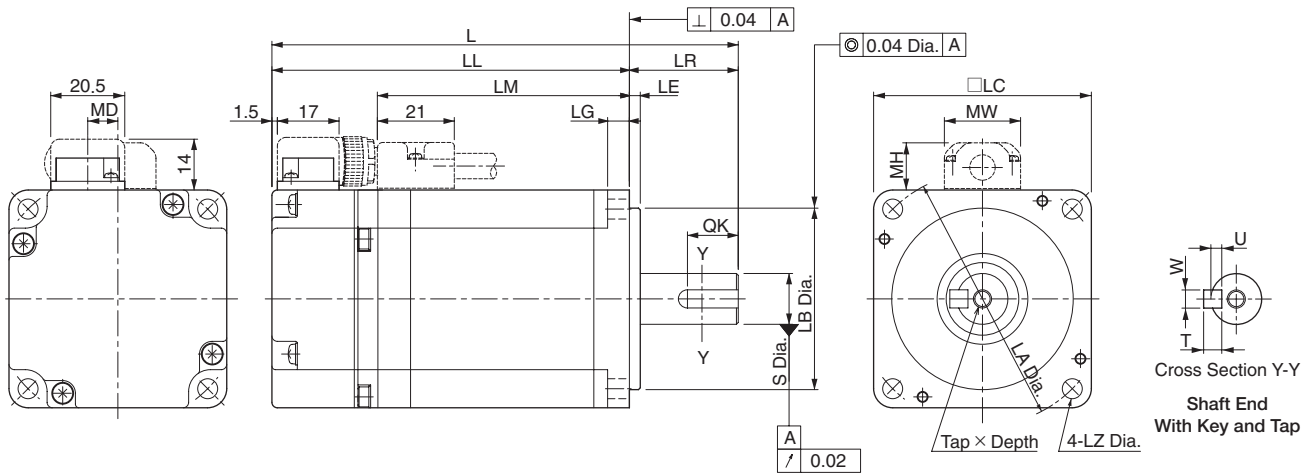 ⊥ 0.04 A
L
◎ 0.04 Dia. A
LL
LR
□LC
20.5
MD
LM
LE
MW
1.5
17
21
LG
14
MH
QK
Y
U
W
LB Dia.
T
S Dia.
Y
LA Dia.
Cross Section Y-Y
Shaft End
With Key and Tap
A
Tap × Depth
4-LZ Dia.
↗ 0.02